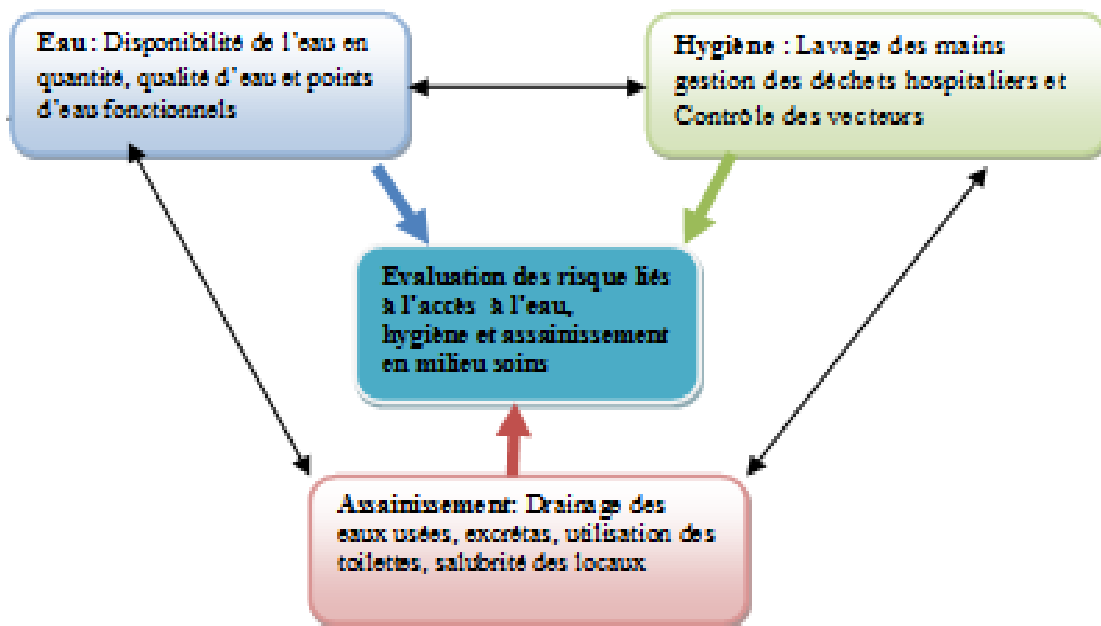 Eau : Disponibilité de l'eau en
quantité, qualité d'eau et points
d'eau fonctionnels
Hygiène : Lavage des mains
gestion des déchets hospitaliers et
Contrôle des vecteurs
Evaluation des risque liés
à l'accès à l'eau,
hygiène et assainissement
en milieu soins
Assainissement: Drainage des
eaux usées, excrétas, utilisation des
toilettes, salubrité des locaux